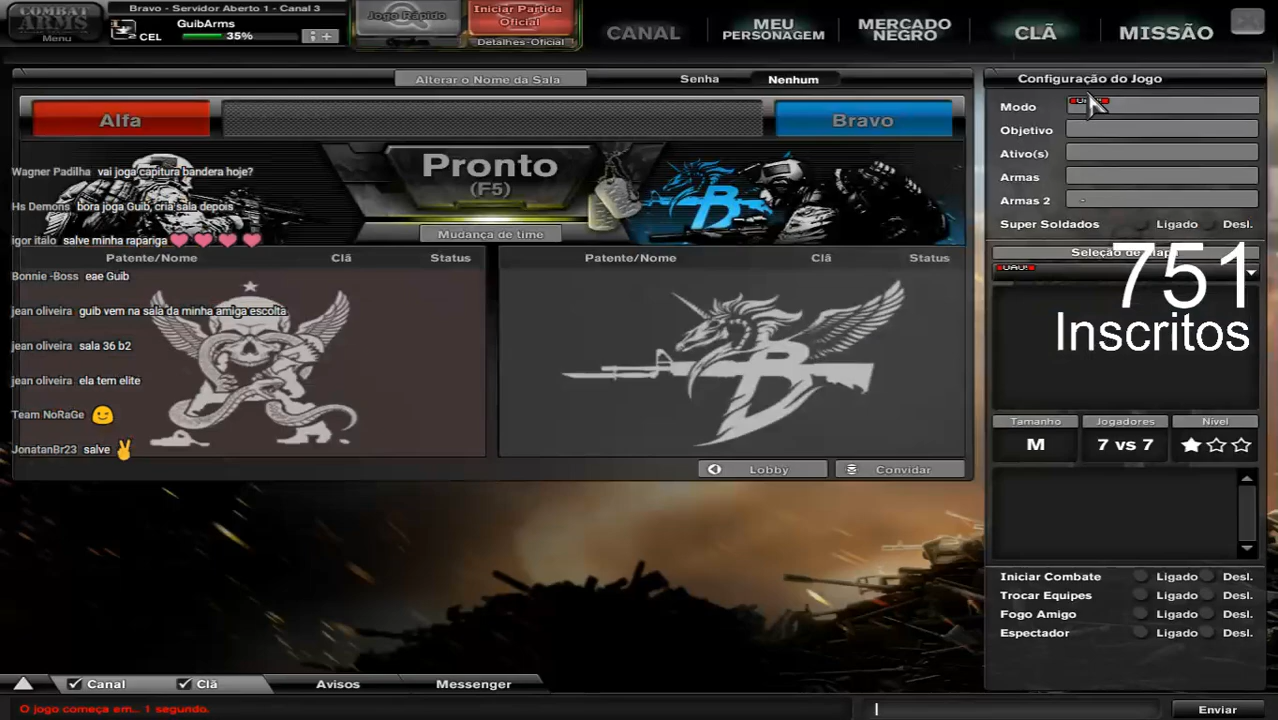 COMBAT
ARMS
Menu
Bravo - Servidor Aberto 1 - Canal 3
GuibArms
CEL
35%
Jogo Rápido
Iniciar Partida
Oficial
Detalhes-Oficial
CANAL
MEU
PERSONAGEM
MERCADO
NEGRO
CLÃ
MISSÃO
Alterar o Nome da Sala
Senha
Nenhum
Alfa
Bravo
Pronto
(F5)
Mudança de time
Patente/Nome
Clã
Status
Patente/Nome
Clã
Status
Wagner Padilha vai joga capitura bandera hoje?
Hs Demons bora joga Guib, cria sala depois
igor italo salve minha rapariga ❤❤❤❤
Bonnie -Boss eae Guib
jean oliveira guib vem na sala da minha amiga escolta
jean oliveira sala 36 b2
jean oliveira ela tem elite
Team NoRaGe 😉
JonatanBr23 salve ✌
B
B
Lobby
Convidar
Configuração do Jogo
Modo
Objetivo
Ativo(s)
Armas
Armas 2 -
Super Soldados Ligado Desl.
UAU!
751
Inscritos
Tamanho
Jogadores
Nível
M
7 vs 7
Iniciar Combate Ligado Desl.
Trocar Equipes Ligado Desl.
Fogo Amigo Ligado Desl.
Espectador Ligado Desl.
Canal
Clã
Avisos
Messenger
O jogo começa em... 1 segundo.
Enviar